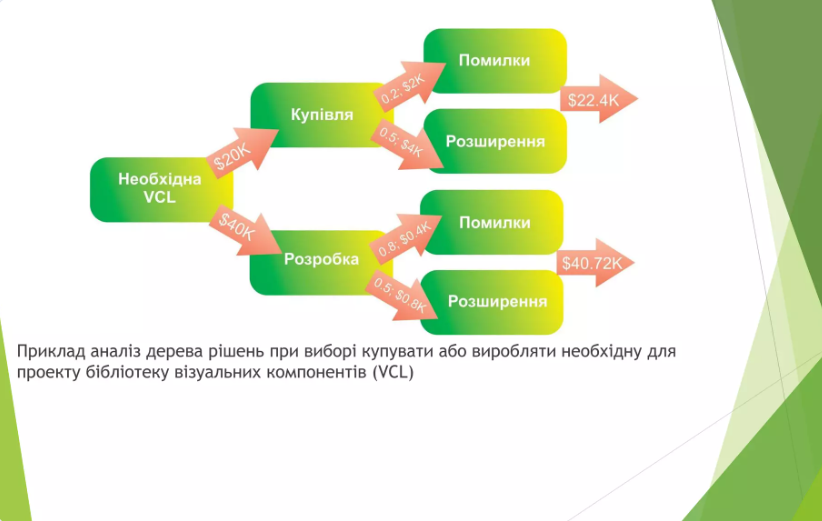 Помилки
0.2; $2K
$22.4K
Купівля
0.5; $4K
Розширення
$20K
Необхідна
VCL
$40K
Помилки
0.8; $0.4K
Розробка
$40.72K
0.5; $0.8K
Розширення
Приклад аналіз дерева рішень при виборі купувати або виробляти необхідну для
проекту бібліотеку візуальних компонентів (VCL)